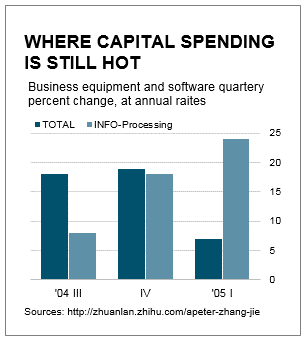 WHERE CAPITAL SPENDING
IS STILL HOT
Business equipment and software quartery
percent change, at annual raites
TOTAL INFO-Processing
25
20
15
10
5
0
'04 III IV '05 I
Sources: http://zhuanlan.zhihu.com/apeter-zhang-jie